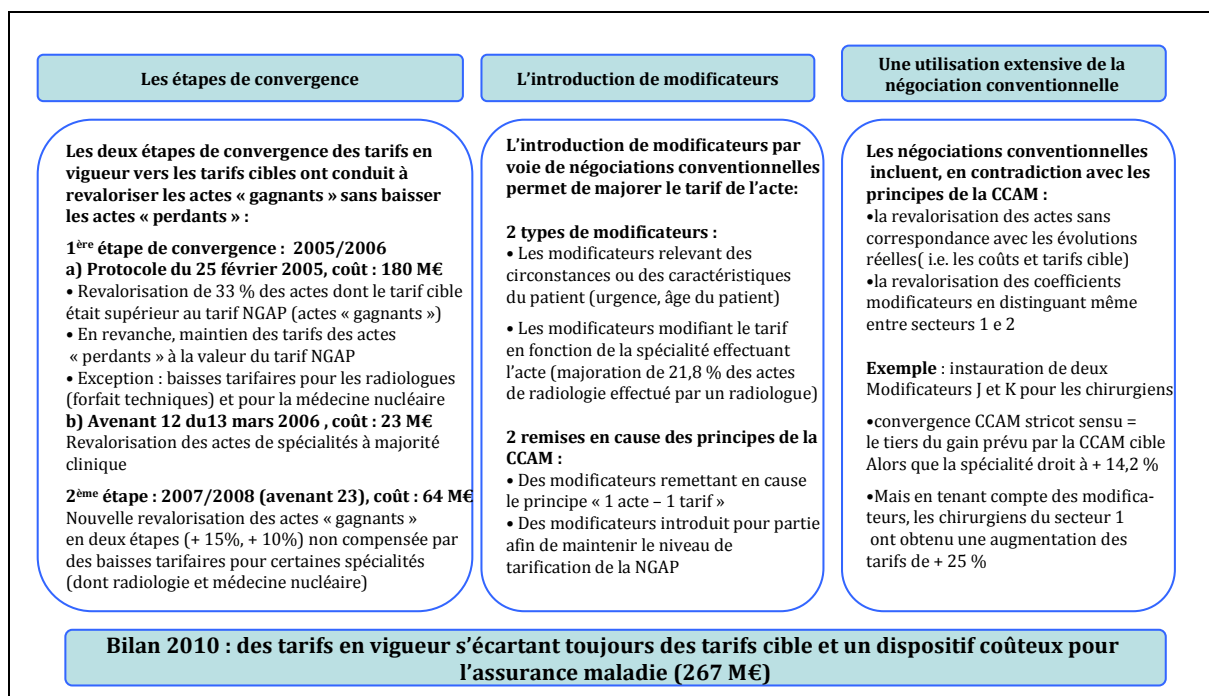 Les étapes de convergence
Les deux étapes de convergence des tarifs en
vigueur vers les tarifs cibles ont conduit à
revaloriser les actes « gagnants » sans baisser
les actes « perdants » :
1ère étape de convergence : 2005/2006
a) Protocole du 25 février 2005, coût : 180 M€
• Revalorisation de 33 % des actes dont le tarif cible
était supérieur au tarif NGAP (actes « gagnants »)
• En revanche, maintien des tarifs des actes
« perdants » à la valeur du tarif NGAP
• Exception : baisses tarifaires pour les radiologues
(forfait techniques) et pour la médecine nucléaire
b) Avenant 12 du13 mars 2006 , coût : 23 M€
Revalorisation des actes de spécialités à majorité
clinique
2ème étape : 2007/2008 (avenant 23), coût : 64 M€
Nouvelle revalorisation des actes « gagnants »
en deux étapes (+ 15%, + 10%) non compensée par
des baisses tarifaires pour certaines spécialités
(dont radiologie et médecine nucléaire)
L'introduction de modificateurs
L'introduction de modificateurs par
voie de négociations conventionnelles
permet de majorer le tarif de l'acte:
2 types de modificateurs :
• Les modificateurs relevant des
circonstances ou des caractéristiques
du patient (urgence, âge du patient)
• Les modificateurs modifiant le tarif
en fonction de la spécialité effectuant
l'acte (majoration de 21,8 % des actes
de radiologie effectué par un radiologue)
2 remises en cause des principes de la
CCAM :
• Des modificateurs remettant en cause
le principe « 1 acte – 1 tarif »
• Des modificateurs introduit pour partie
afin de maintenir le niveau de
tarification de la NGAP
Une utilisation extensive de la
négociation conventionnelle
Les négociations conventionnelles
incluent, en contradiction avec les
principes de la CCAM :
•la revalorisation des actes sans
correspondance avec les évolutions
réelles( i.e. les coûts et tarifs cible)
•la revalorisation des coefficients
modificateurs en distinguant même
entre secteurs 1 e 2
Exemple : instauration de deux
Modificateurs J et K pour les chirurgiens
•convergence CCAM stricot sensu =
le tiers du gain prévu par la CCAM cible
Alors que la spécialité droit à + 14,2 %
•Mais en tenant compte des modifica-
teurs, les chirurgiens du secteur 1
ont obtenu une augmentation des
tarifs de + 25 %
Bilan 2010 : des tarifs en vigueur s'écartant toujours des tarifs cible et un dispositif coûteux pour
l'assurance maladie (267 M€)